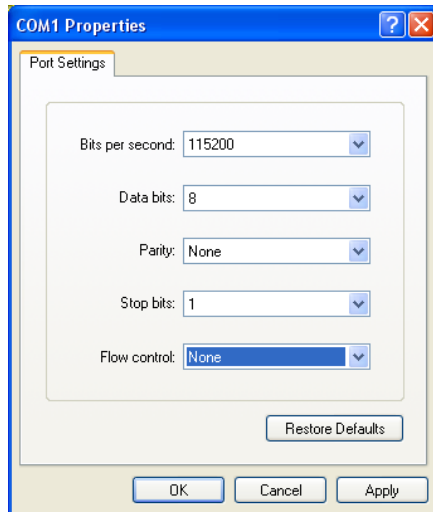 COM1 Properties
Port Settings
Bits per second: 115200
Data bits: 8
Parity: None
Stop bits: 1
Flow control: None
Restore Defaults
OK Cancel Apply